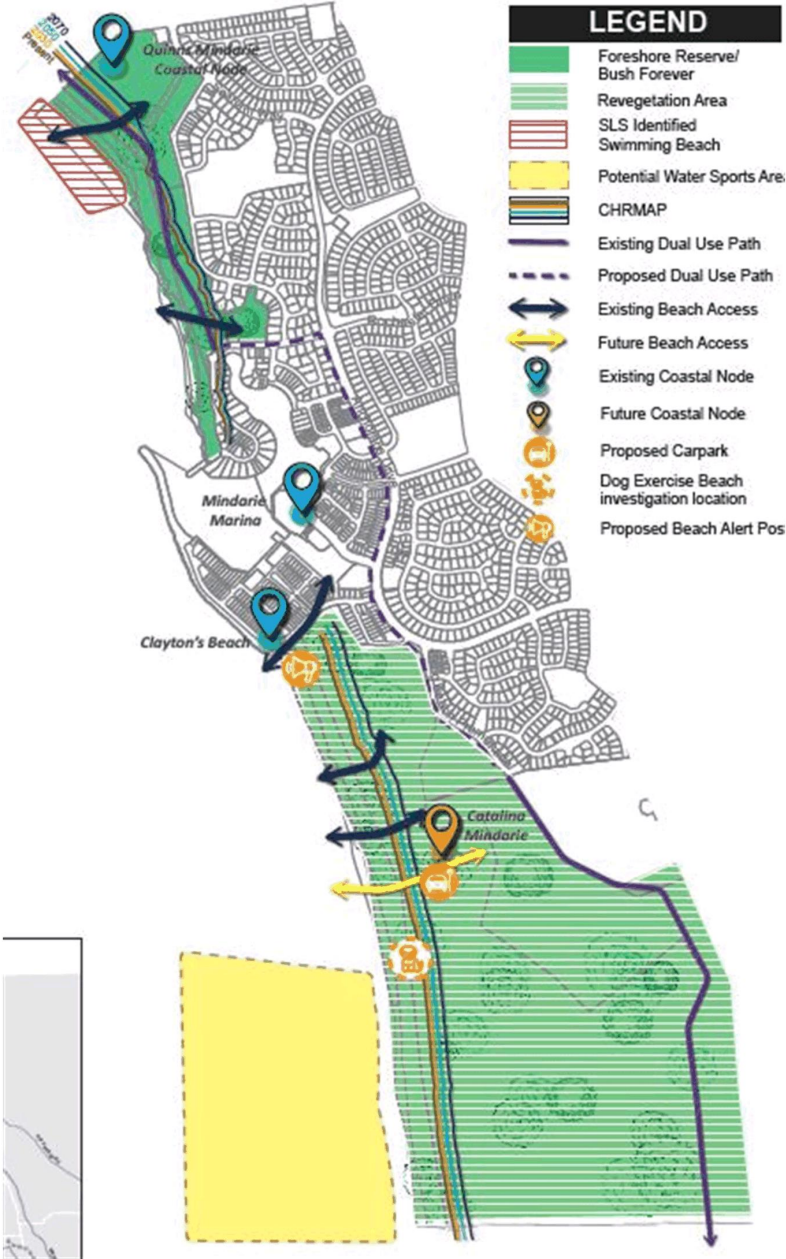 2070
2050
2030
Present
Quinns Mindarie
Coastal Node
Mindarie
Marina
Clayton's Beach
Catalina
Mindarie
LEGEND
Foreshore Reserve/
Bush Forever
Revegetation Area
SLS Identified
Swimming Beach
Potential Water Sports Area
CHRMAP
Existing Dual Use Path
Proposed Dual Use Path
Existing Beach Access
Future Beach Access
Existing Coastal Node
Future Coastal Node
Proposed Carpark
Dog Exercise Beach
investigation location
Proposed Beach Alert Pos